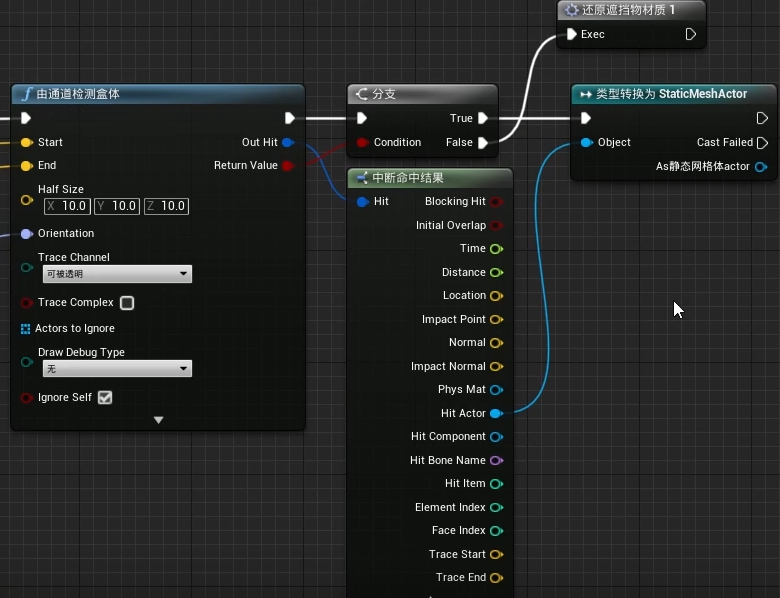 还原遮挡物材质 1
Exec
由通道检测盒体
Start
Out Hit
End
Return Value
Half Size
X 10.0 Y 10.0 Z 10.0
Orientation
Trace Channel
可被透明
Trace Complex
Actors to Ignore
Draw Debug Type
无
Ignore Self
分支
True
Condition
False
中断命中结果
Hit
Blocking Hit
Initial Overlap
Time
Distance
Location
Impact Point
Normal
Impact Normal
Phys Mat
Hit Actor
Hit Component
Hit Bone Name
Hit Item
Element Index
Face Index
Trace Start
Trace End
类型转换为 StaticMeshActor
Object
Cast Failed
As静态网格体actor